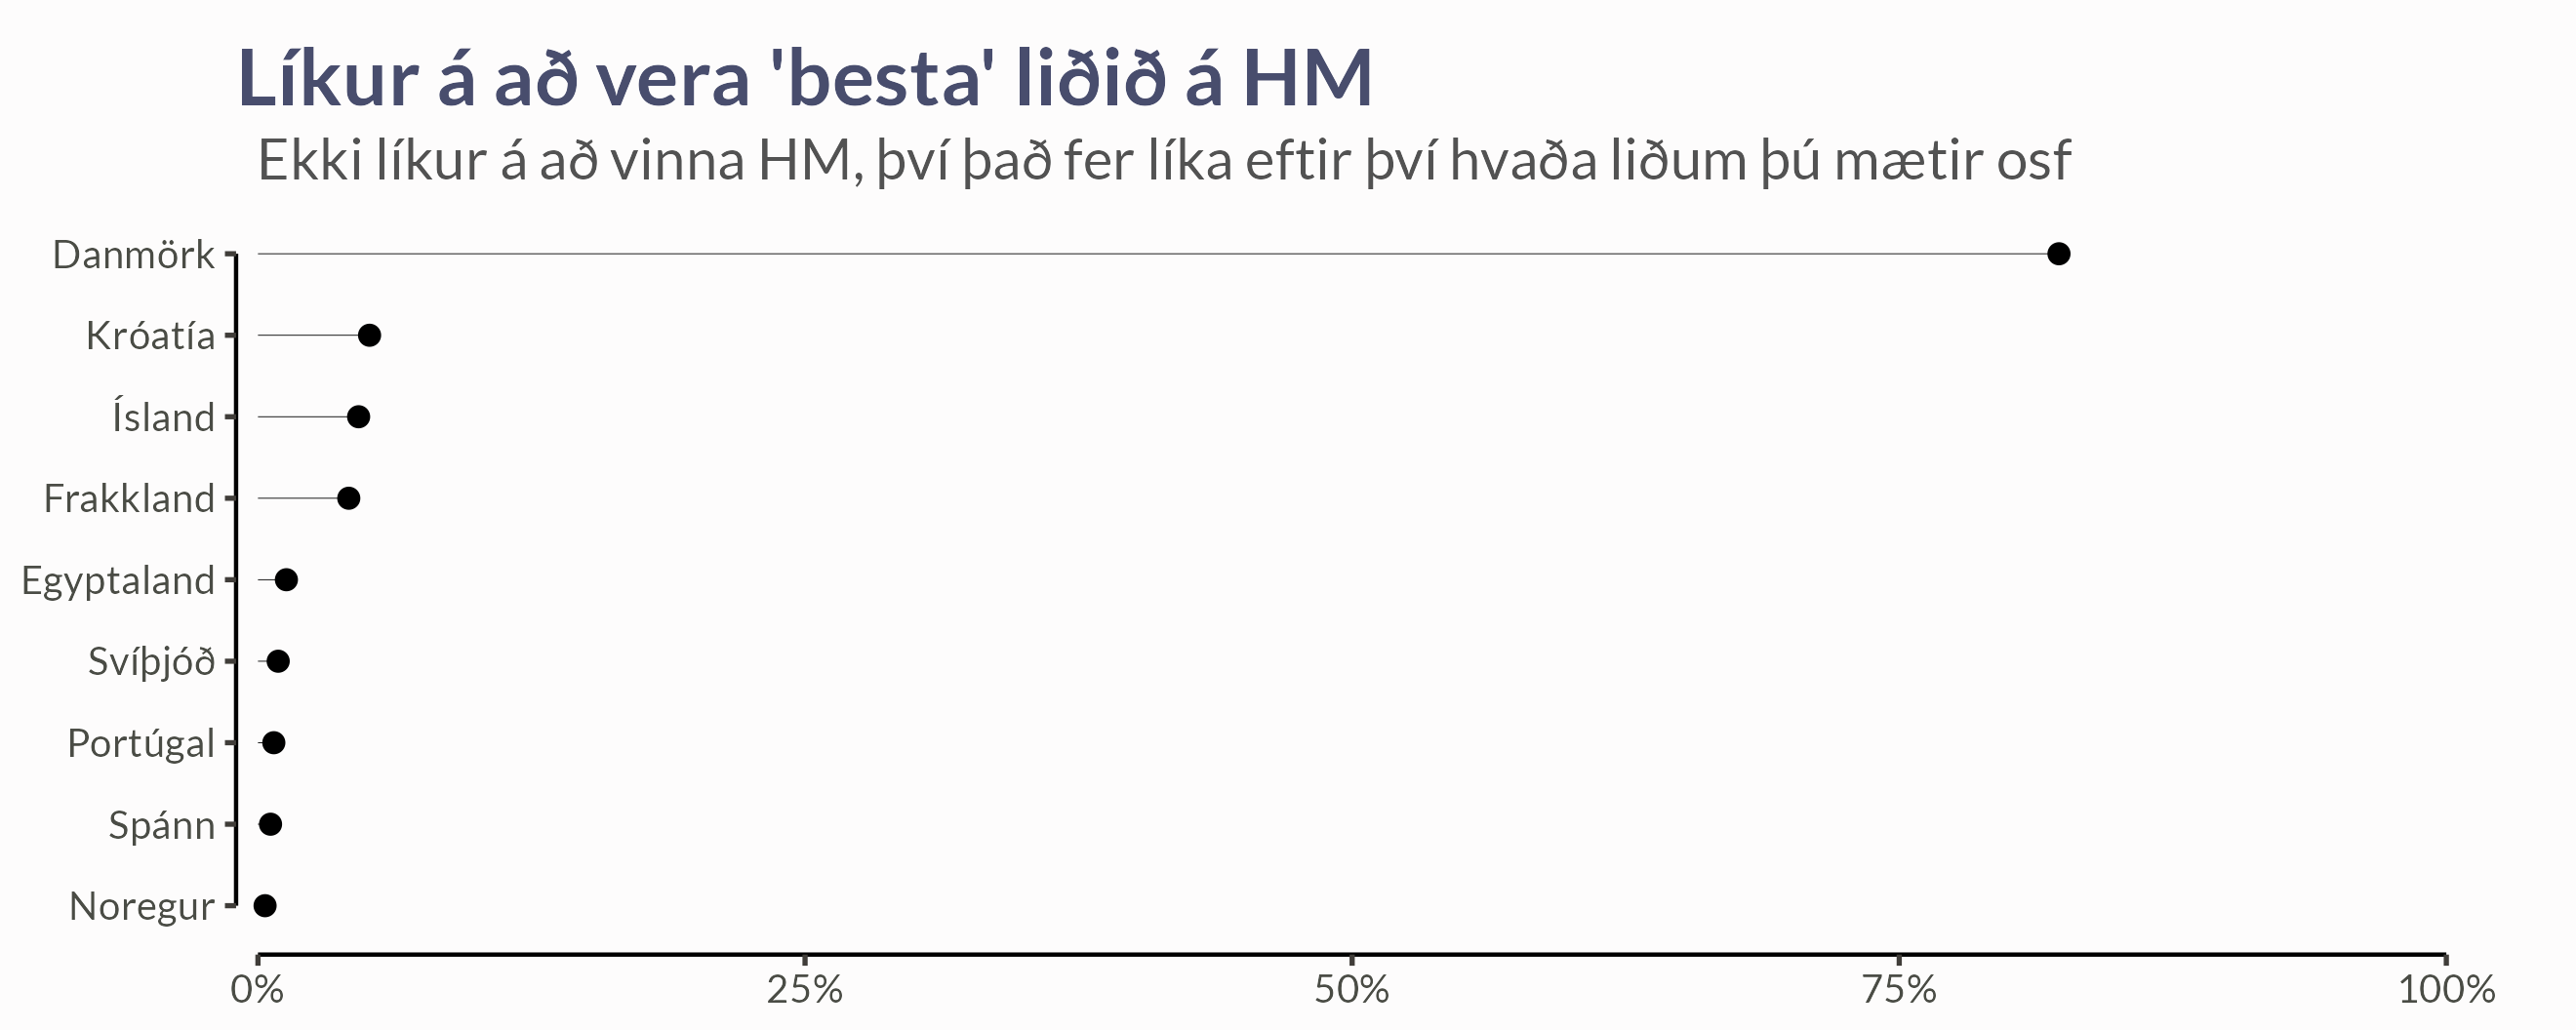 Líkur á að vera 'besta' liðið á HM
Ekki líkur á að vinna HM, því það fer líka eftir því hvaða liðum þú mætir osf
Danmörk
Króatía
Ísland
Frakkland
Egyptaland
Svíþjóð
Portúgal
Spánn
Noregur
0% 25% 50% 75% 100%